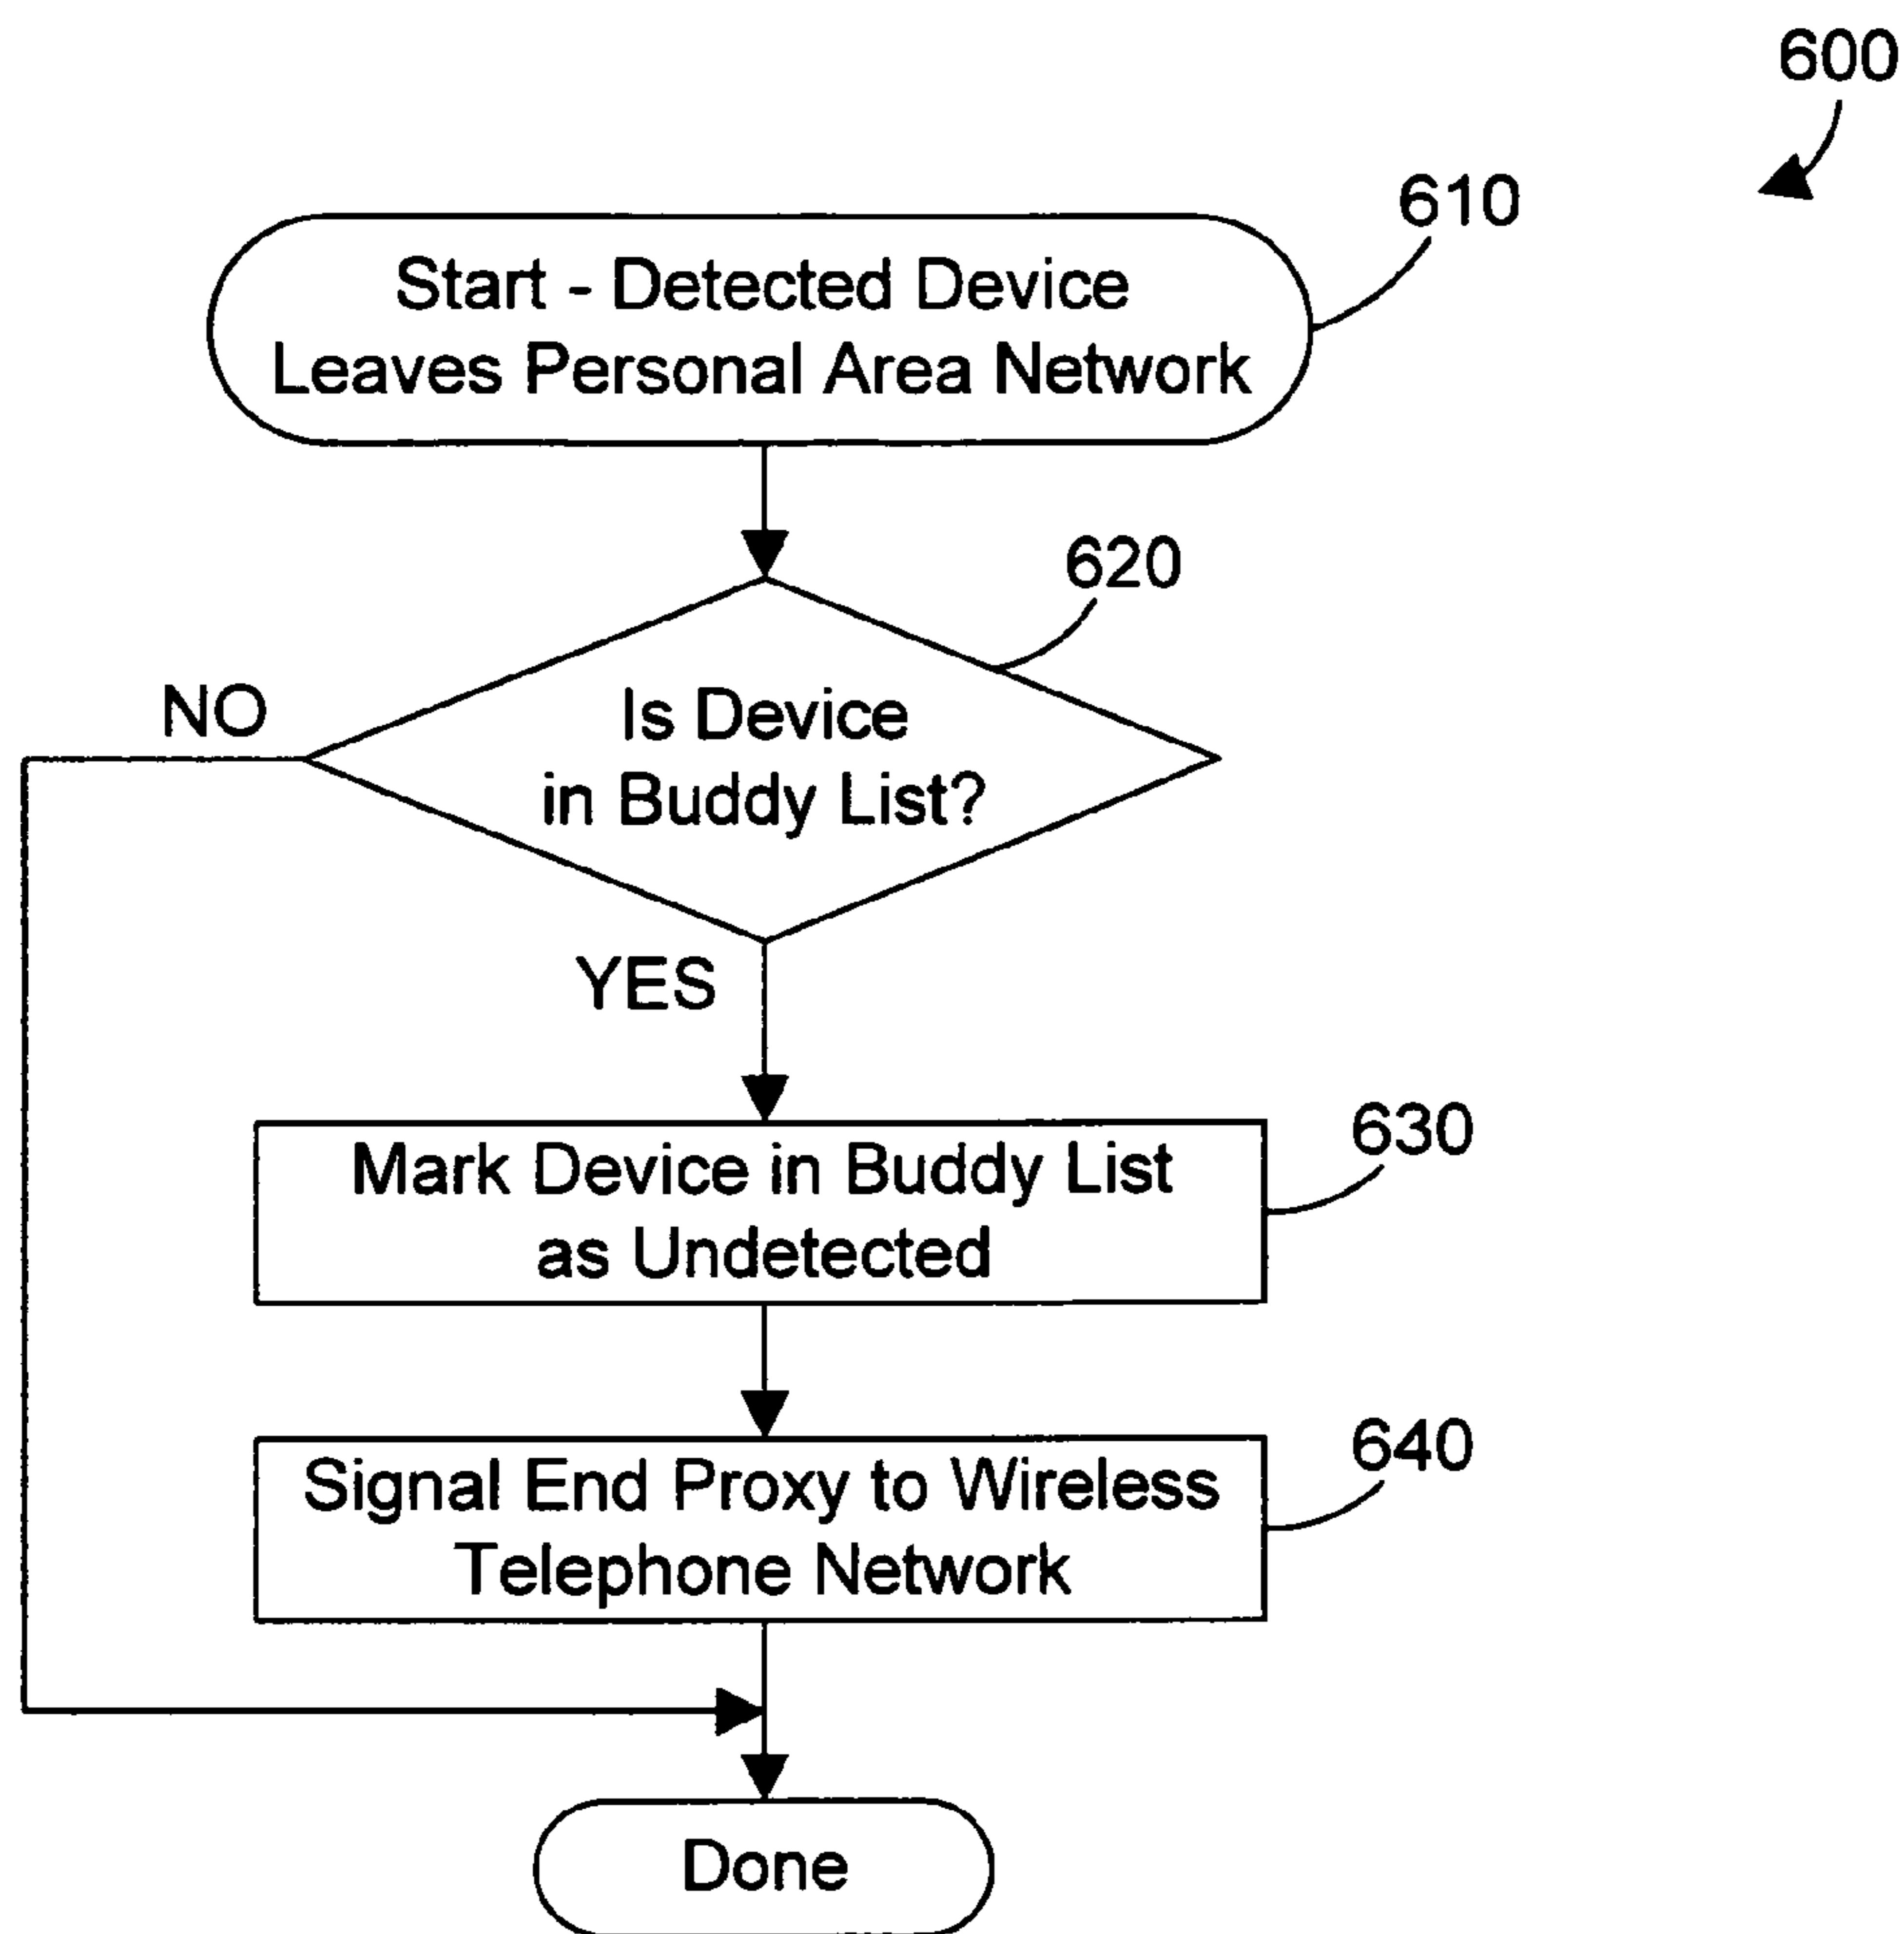 600
610
Start - Detected Device
Leaves Personal Area Network
620
NO
Is Device
in Buddy List?
YES
630
Mark Device in Buddy List
as Undetected
640
Signal End Proxy to Wireless
Telephone Network
Done